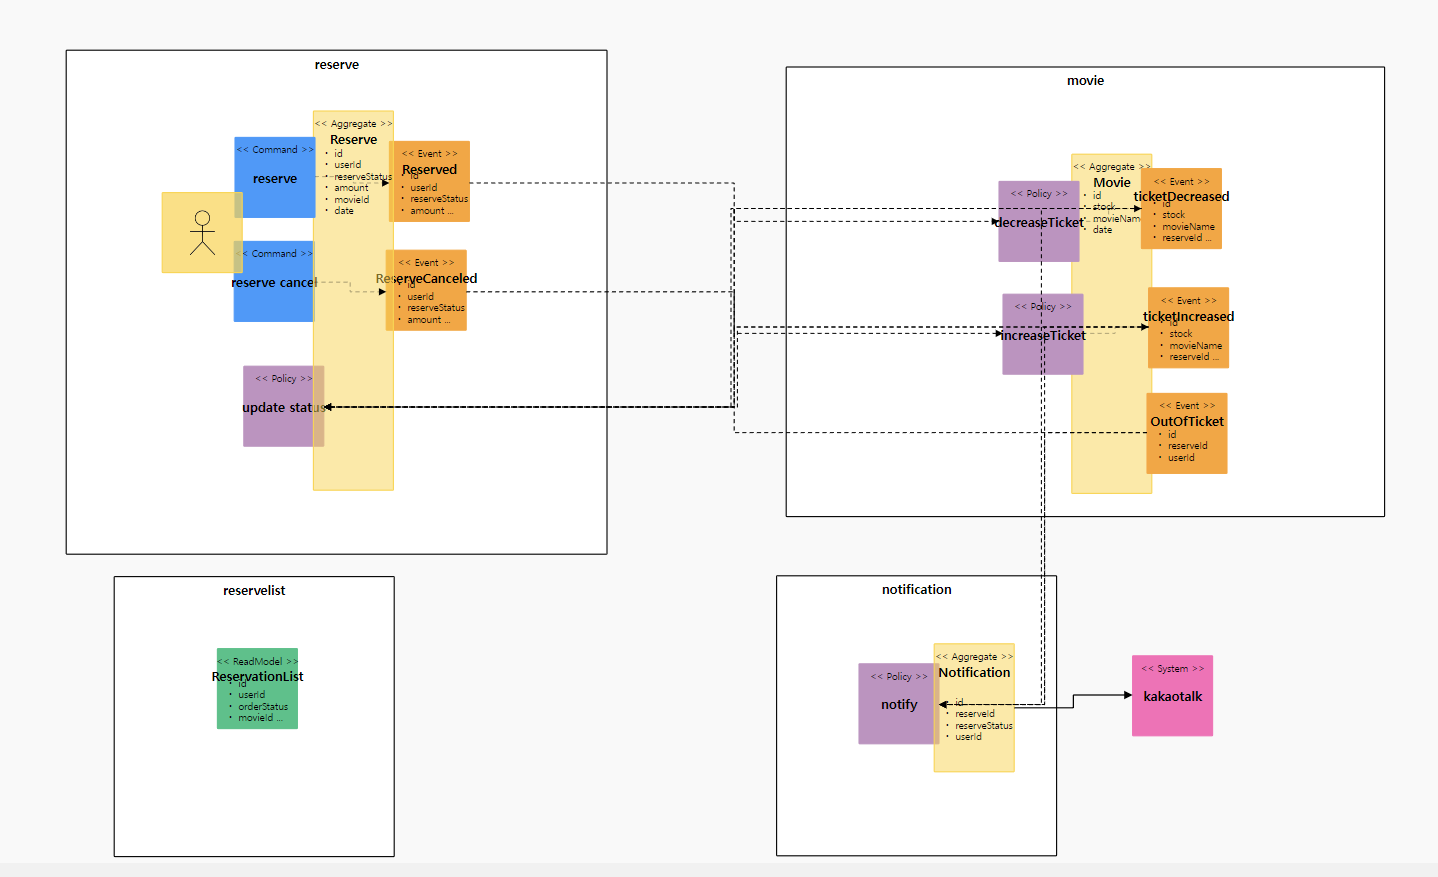 reserve
<< Aggregate >>
Reserve
· id
· userId
· reserveStatus
· amount
· movieId
· date
<< Command >>
reserve
<< Event >>
Reserved
· id
· userId
· reserveStatus
· amount ...
<< Command >>
reserve cancel
<< Event >>
ReserveCanceled
· id
· userId
· reserveStatus
· amount ...
<< Policy >>
update status
movie
<< Aggregate >>
Movie
· id
· stock
· movieName
· date
<< Policy >>
decreaseTicket
<< Event >>
ticketDecreased
· id
· stock
· movieName
· reserveId ...
<< Policy >>
increaseTicket
<< Event >>
ticketIncreased
· id
· stock
· movieName
· reserveId ...
<< Event >>
OutOfTicket
· id
· reserveId
· userId
reservelist
<< ReadModel >>
ReservationList
· id
· userId
· orderStatus
· movieId ...
notification
<< Policy >>
notify
<< Aggregate >>
Notification
· id
· reserveId
· reserveStatus
· userId
<< System >>
kakaotalk